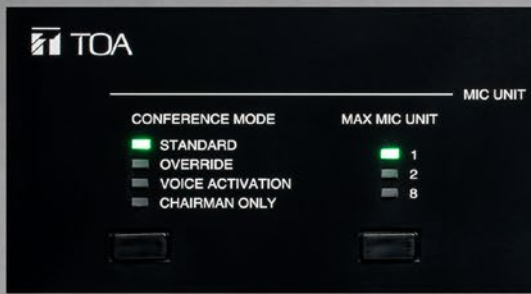 TOA
MIC UNIT
CONFERENCE MODE
MAX MIC UNIT
STANDARD
OVERRIDE
VOICE ACTIVATION
CHAIRMAN ONLY
1
2
8